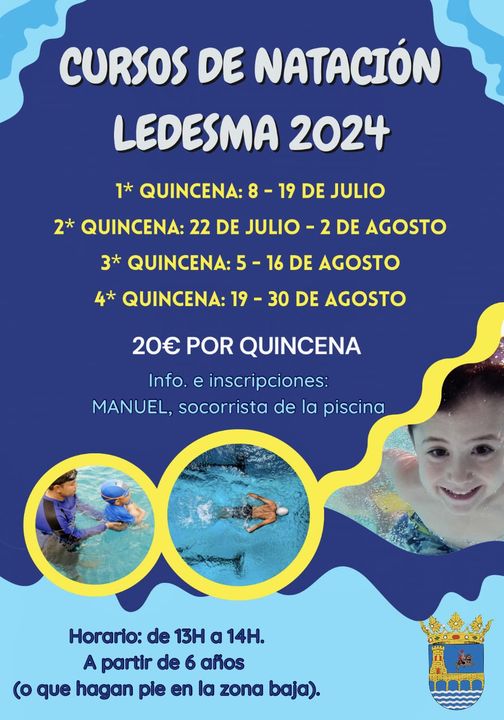 CURSOS DE NATACIÓN
LEDESMA 2024
1* QUINCENA: 8 - 19 DE JULIO
2* QUINCENA: 22 DE JULIO - 2 DE AGOSTO
3* QUINCENA: 5 - 16 DE AGOSTO
4* QUINCENA: 19 - 30 DE AGOSTO
20€ POR QUINCENA
Info. e inscripciones:
MANUEL, socorrista de la piscina
Horario: de 13H a 14H.
A partir de 6 años
(o que hagan pie en la zona baja).